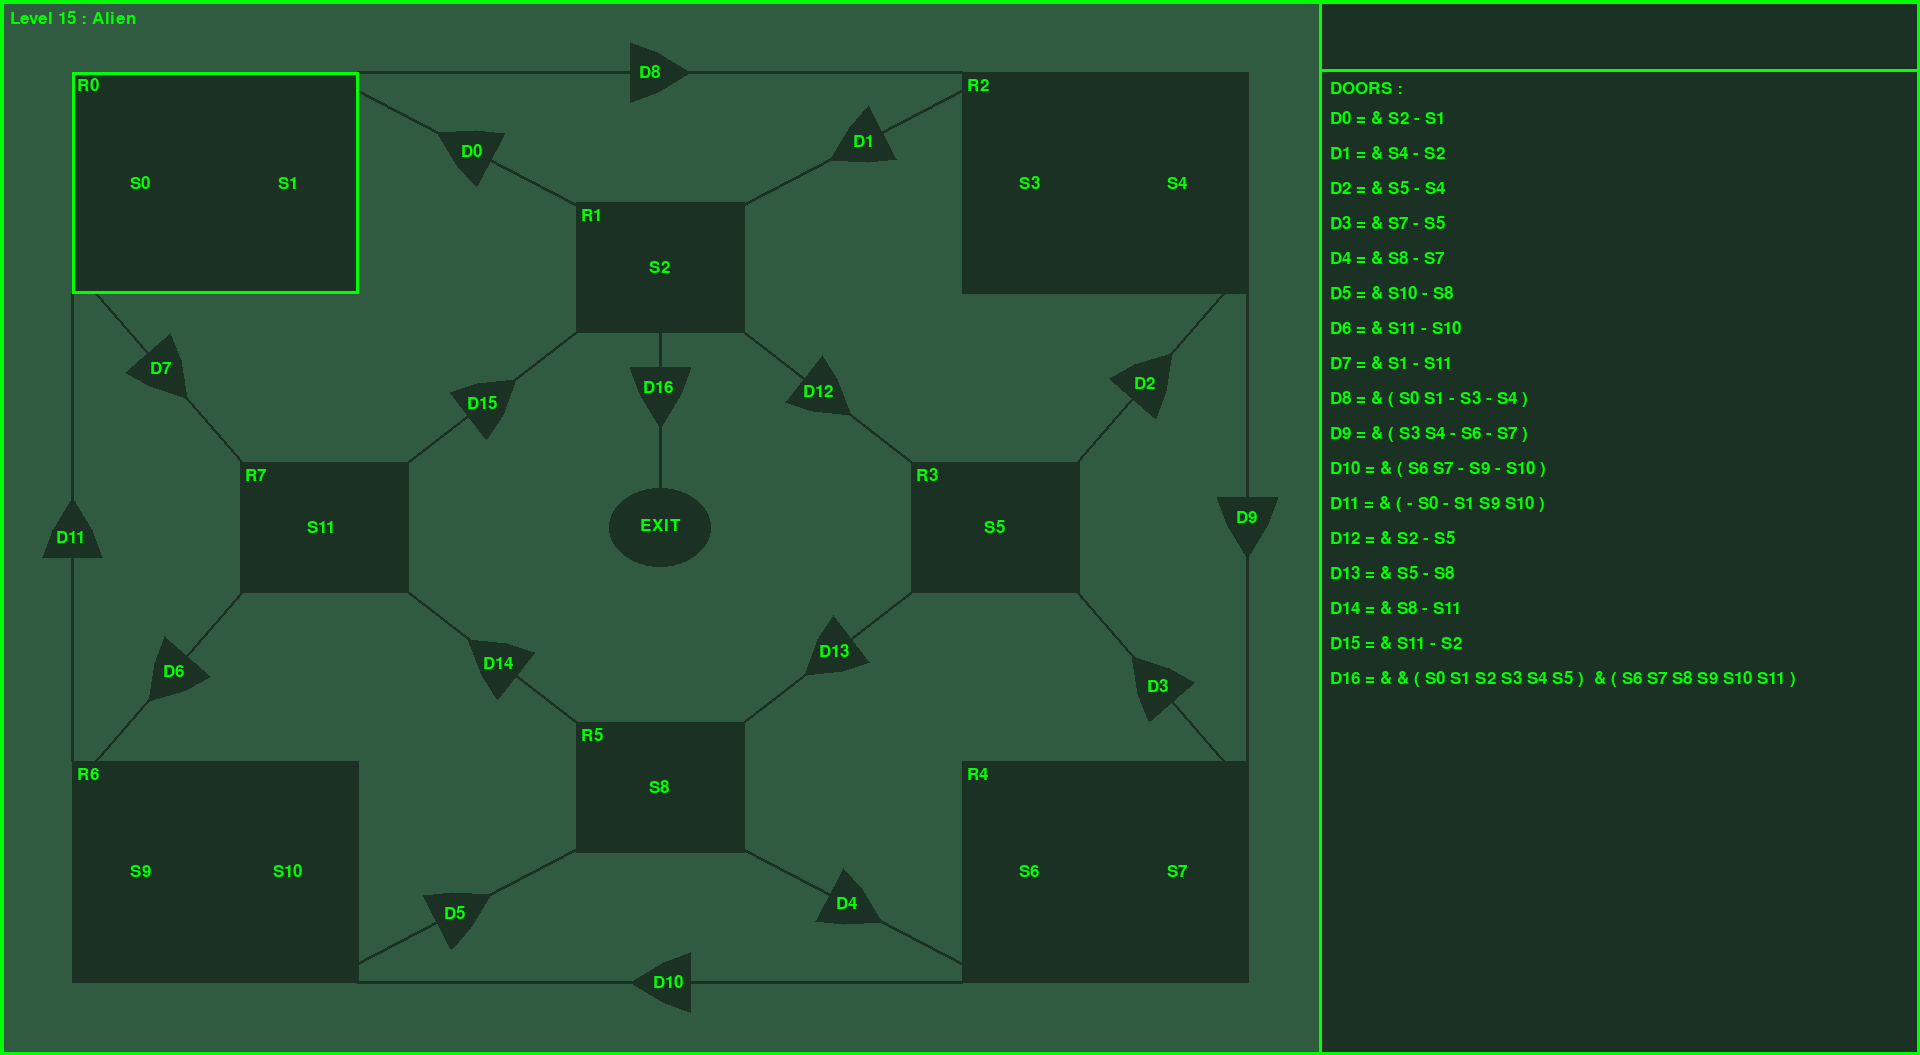 Level 15 : Alien
R0
D8
R2
D0
D1
S0 S1
S3 S4
R1
S2
D7
D15
D16
D12
D2
R7
R3
S11
EXIT
S5
D11
D9
D6
D14
D13
D3
R6
R5
R4
S8
S9 S10
S6 S7
D5
D4
D10
DOORS :
D0 = & S2 - S1
D1 = & S4 - S2
D2 = & S5 - S4
D3 = & S7 - S5
D4 = & S8 - S7
D5 = & S10 - S8
D6 = & S11 - S10
D7 = & S1 - S11
D8 = & ( S0 S1 - S3 - S4 )
D9 = & ( S3 S4 - S6 - S7 )
D10 = & ( S6 S7 - S9 - S10 )
D11 = & ( - S0 - S1 S9 S10 )
D12 = & S2 - S5
D13 = & S5 - S8
D14 = & S8 - S11
D15 = & S11 - S2
D16 = & & ( S0 S1 S2 S3 S4 S5 ) & ( S6 S7 S8 S9 S10 S11 )